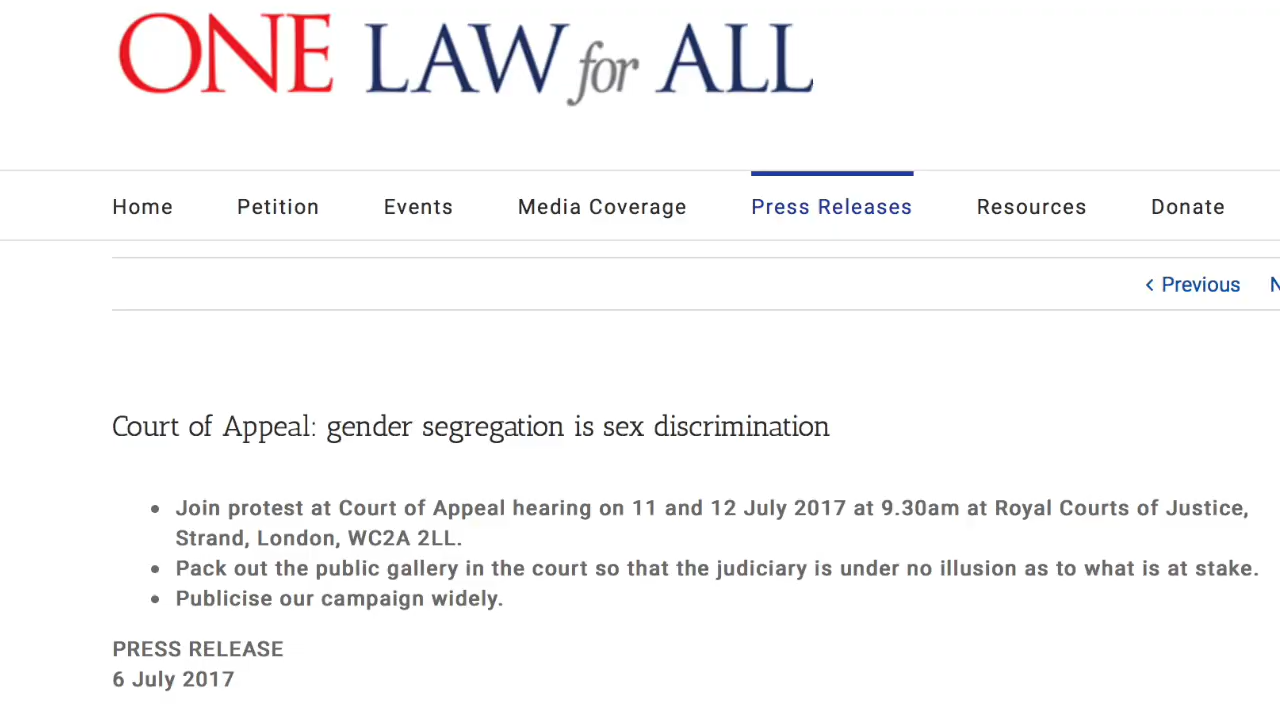 ONE LAW for ALL
Home Petition Events Media Coverage Press Releases Resources Donate
< Previous N
Court of Appeal: gender segregation is sex discrimination
• Join protest at Court of Appeal hearing on 11 and 12 July 2017 at 9.30am at Royal Courts of Justice,
Strand, London, WC2A 2LL.
• Pack out the public gallery in the court so that the judiciary is under no illusion as to what is at stake.
• Publicise our campaign widely.
PRESS RELEASE
6 July 2017